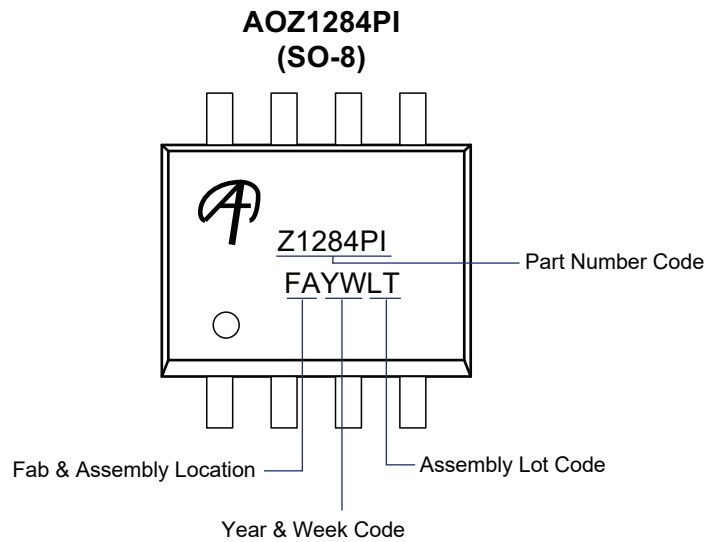 AOZ1284PI
(SO-8)
Z1284PI
Part Number Code
FAYWLT
Fab & Assembly Location
Assembly Lot Code
Year & Week Code